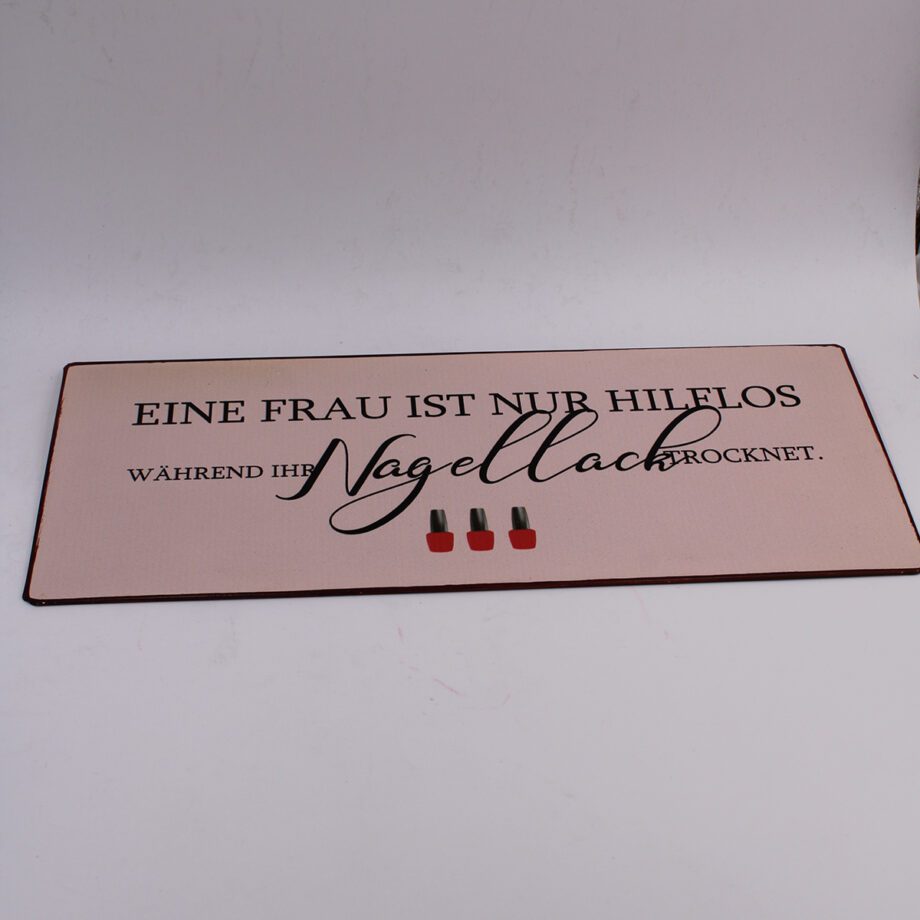 EINE FRAU IST NUR HILFLOS
WÄHREND IHR Nagellack TROCKNET.